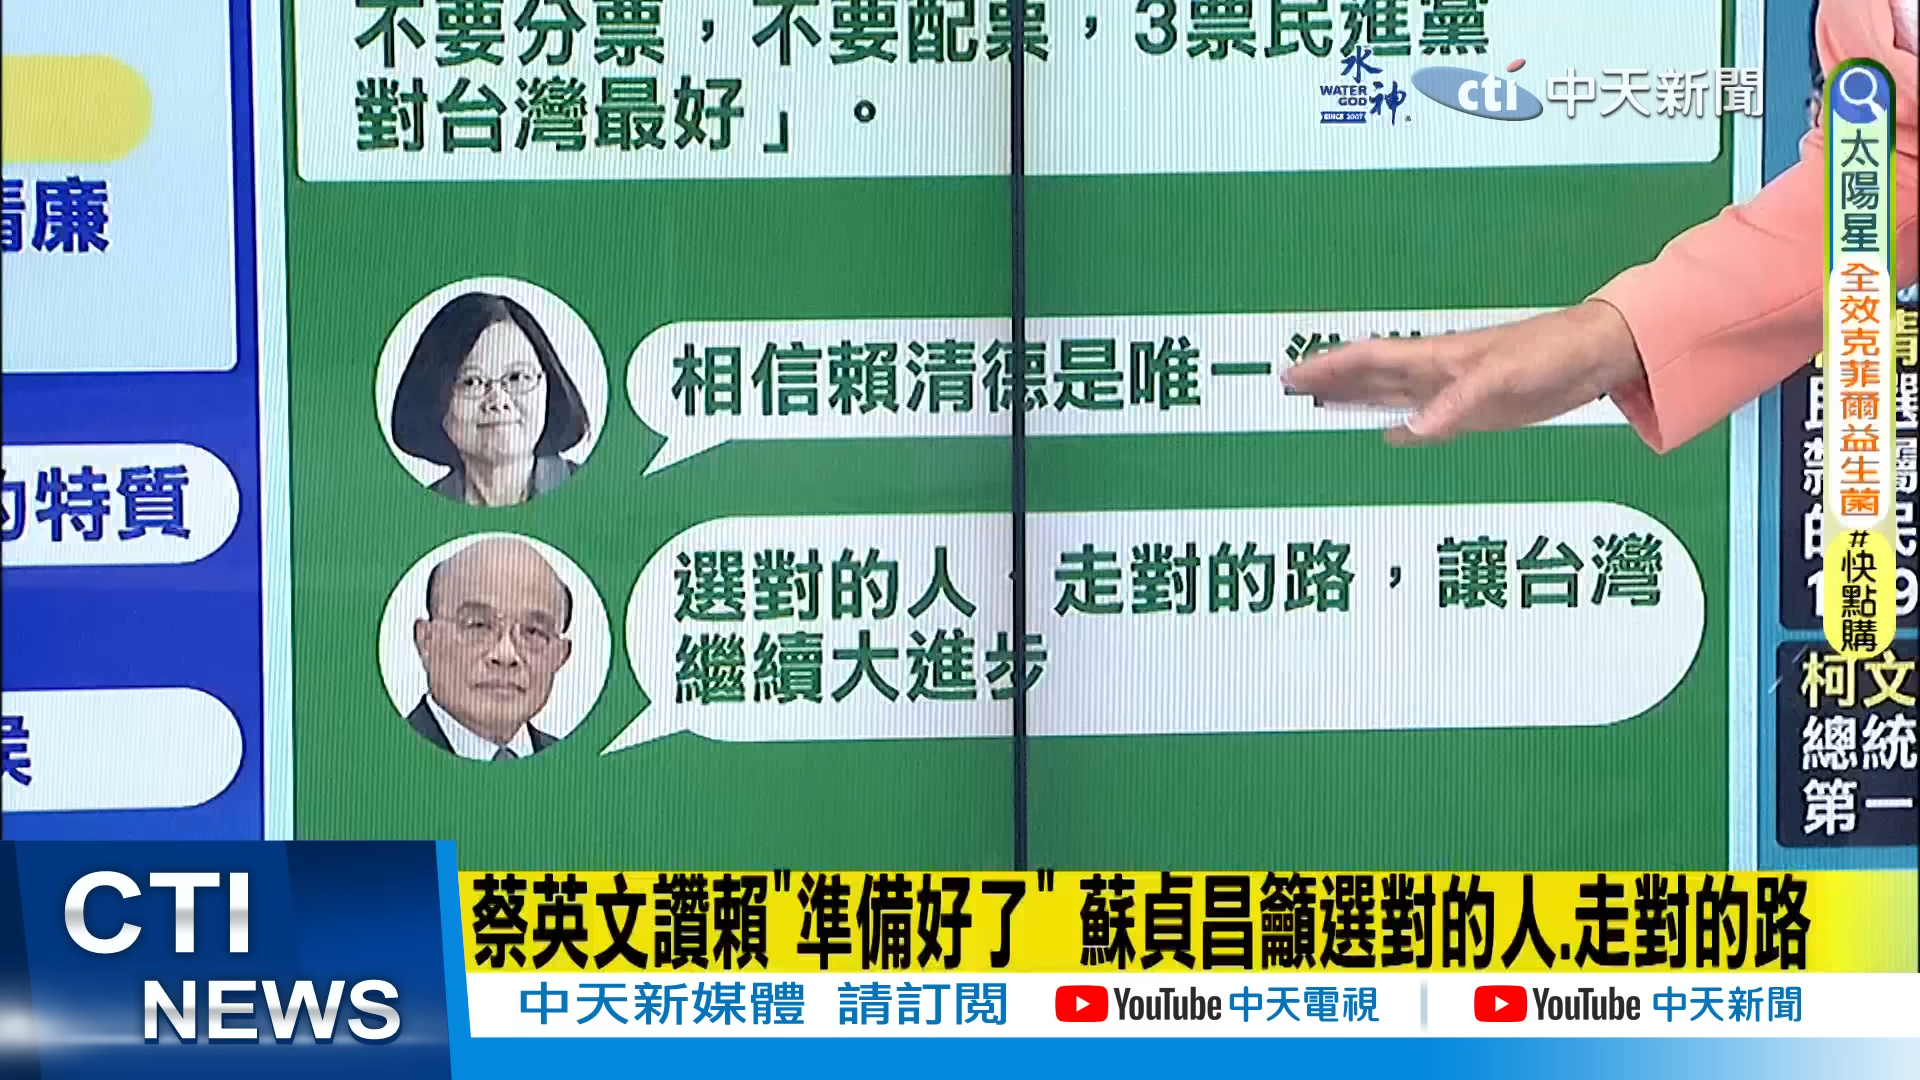 不要分票，不要配票，3票民進黨
對台灣最好」。
水神
WATER GOD
SINCE 2007
cti 中天新聞
太陽星
全效克菲爾益生菌
#快點購
清廉
的特質
相信賴清德是唯一準
選對的人，走對的路，讓台灣
繼續大進步
柯文
總統
第一
CTI NEWS
蔡英文讚賴"準備好了" 蘇貞昌籲選對的人.走對的路
中天新媒體 請訂閱 YouTube 中天電視 | YouTube 中天新聞